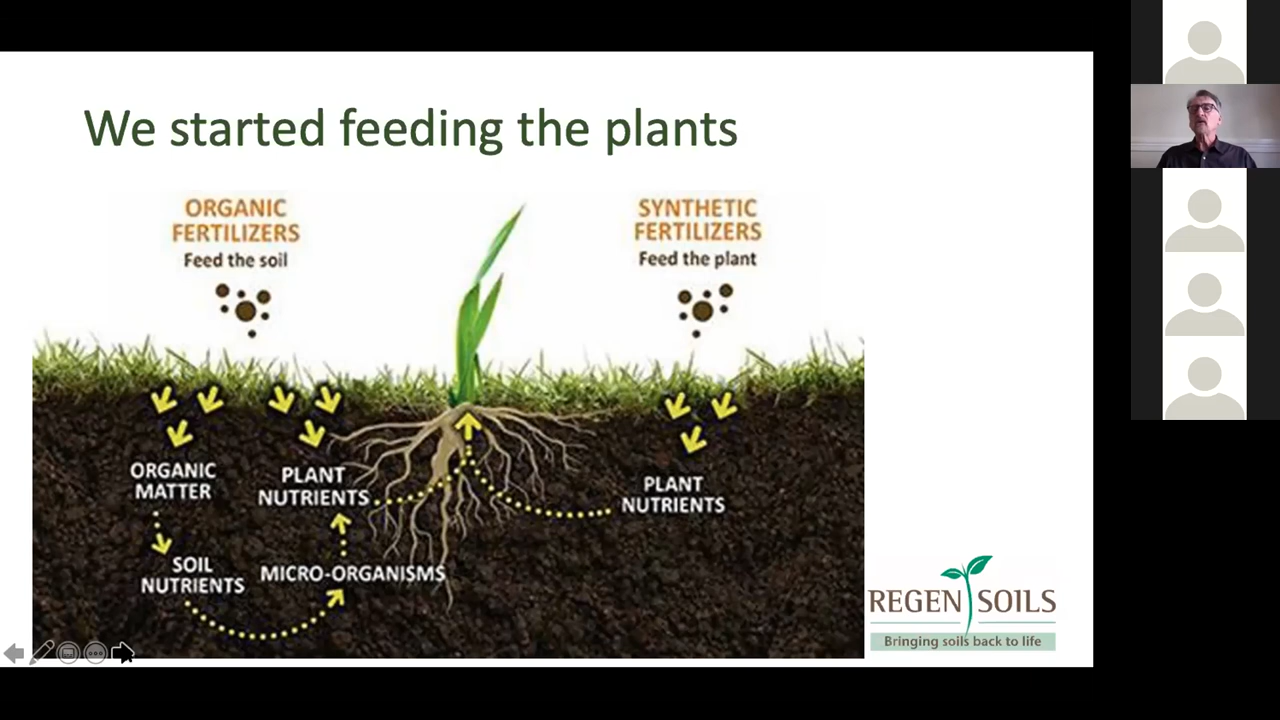 We started feeding the plants
ORGANIC
FERTILIZERS
Feed the soil
SYNTHETIC
FERTILIZERS
Feed the plant
ORGANIC
MATTER
PLANT
NUTRIENTS
PLANT
NUTRIENTS
SOIL
NUTRIENTS
MICRO-ORGANISMS
REGEN SOILS
Bringing soils back to life